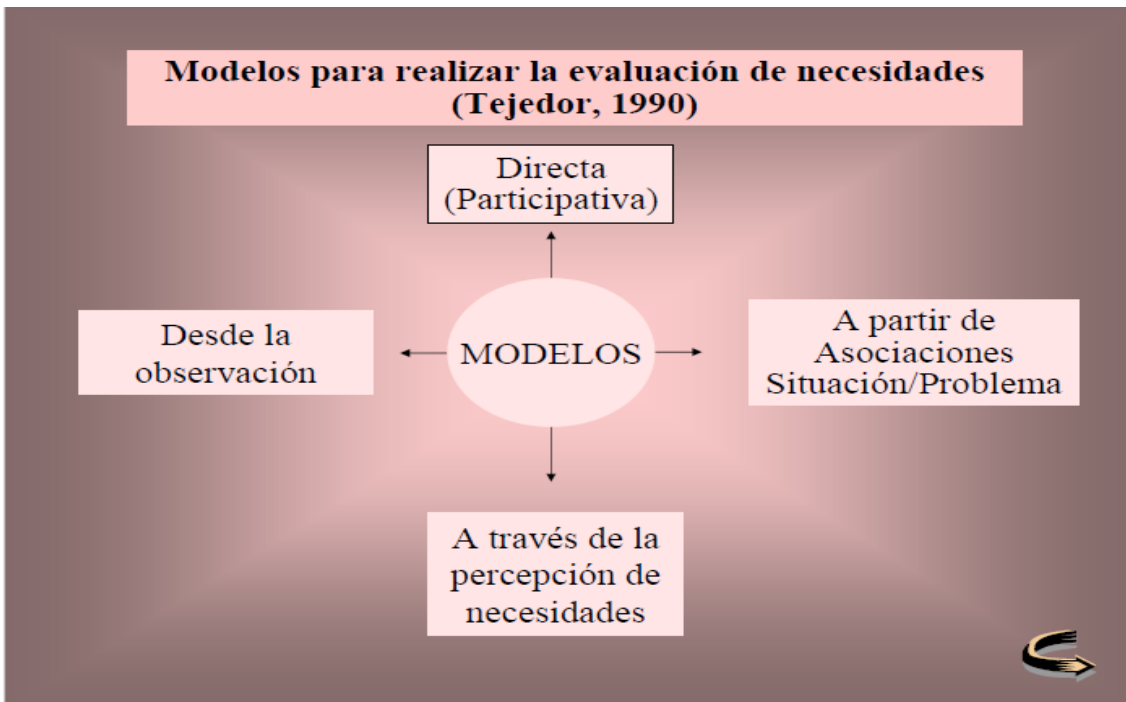 Modelos para realizar la evaluación de necesidades
(Tejedor, 1990)
Directa
(Participativa)
Desde la
observación
MODELOS
A partir de
Asociaciones
Situación/Problema
A través de la
percepción de
necesidades